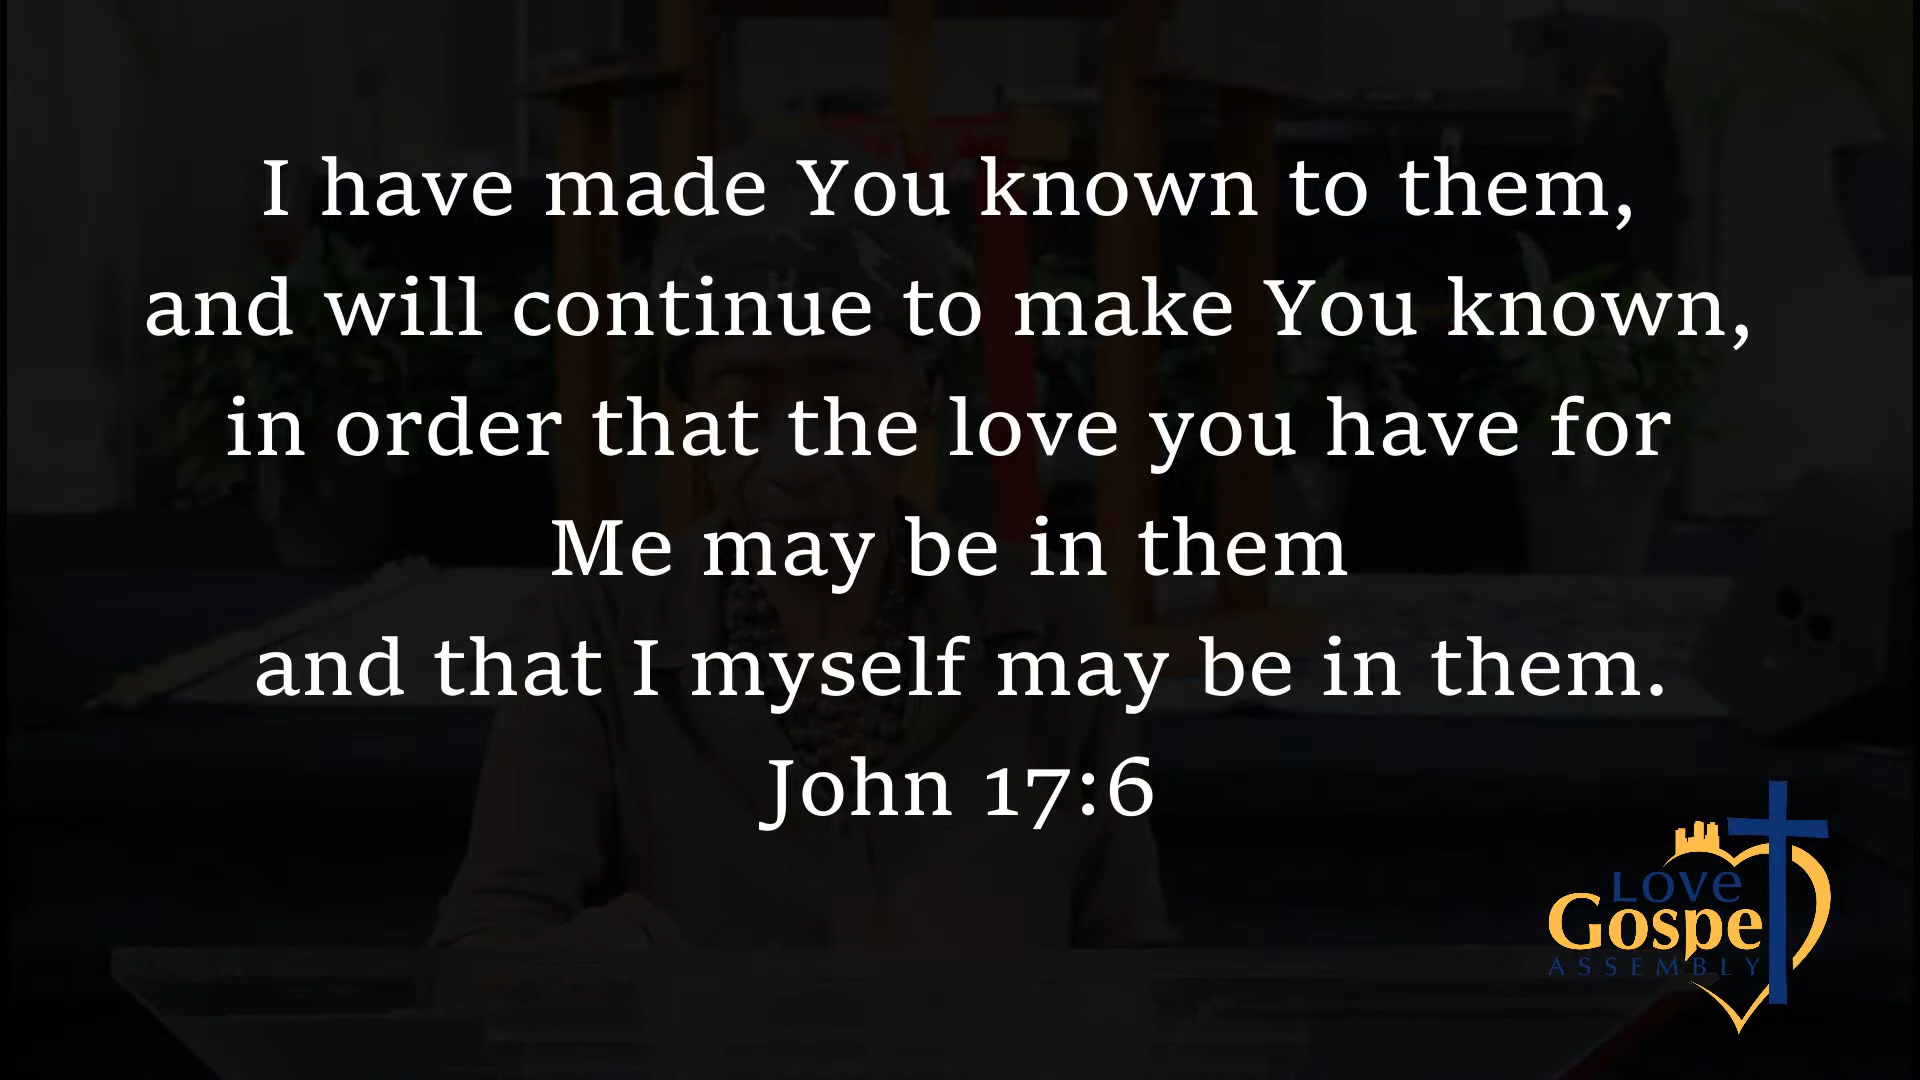 I have made You known to them,
and will continue to make You known,
in order that the love you have for
Me may be in them
and that I myself may be in them.
John 17:6
LOVE
Gospel
ASSEMBLY